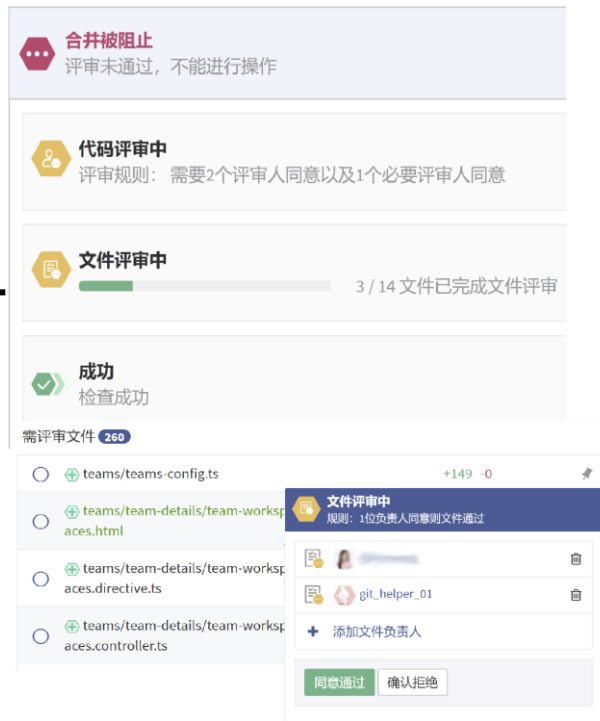 合并被阻止
评审未通过，不能进行操作
代码评审中
评审规则： 需要2个评审人同意以及1个必要评审人同意
文件评审中
3 / 14 文件已完成文件评审
成功
检查成功
需评审文件 260
teams/teams-config.ts +149 -0
teams/team-details/team-worksp
aces.html
teams/team-details/team-worksp
aces.directive.ts
teams/team-details/team-worksp
aces.controller.ts
文件评审中
规则：1位负责人同意则文件通过
git_helper_01
添加文件负责人
同意通过 确认拒绝